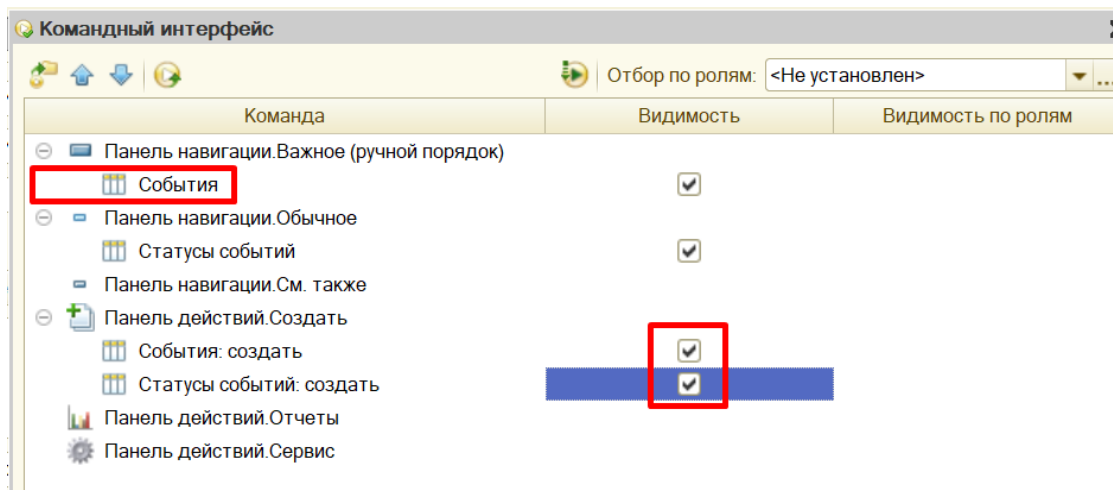 Командный интерфейс
Отбор по ролям: <Не установлен>
Команда Видимость Видимость по ролям
Панель навигации.Важное (ручной порядок)
События
Панель навигации.Обычное
Статусы событий
Панель навигации.См. также
Панель действий.Создать
События: создать
Статусы событий: создать
Панель действий.Отчеты
Панель действий.Сервис